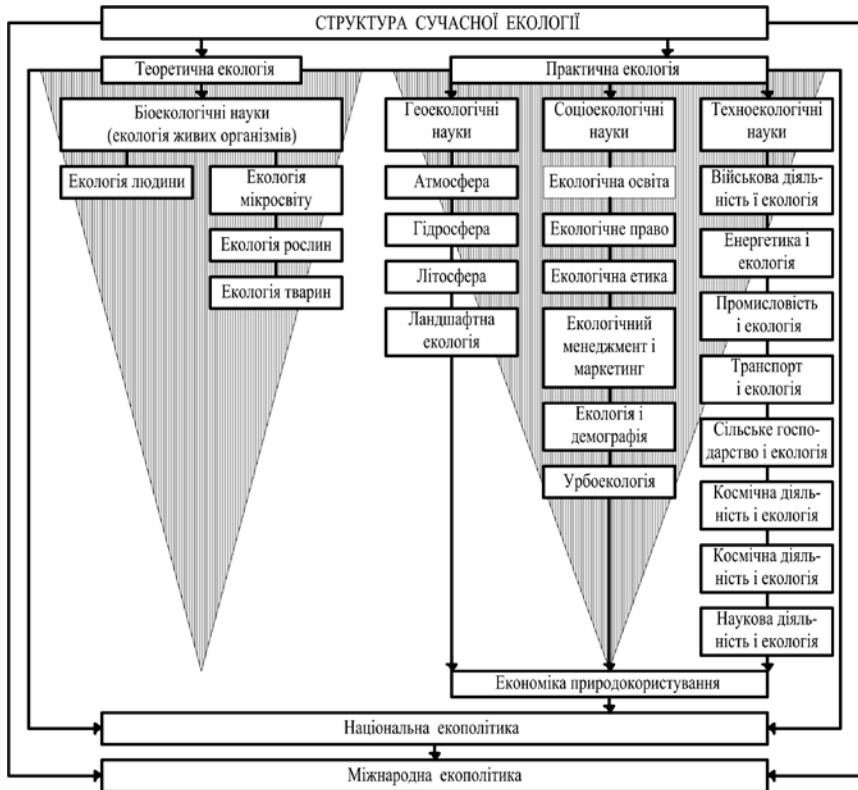 СТРУКТУРА СУЧАСНОЇ ЕКОЛОГІЇ
Теоретична екологія
Біоекологічні науки
(екологія живих організмів)
Екологія людини
Екологія
мікросвіту
Екологія рослин
Екологія тварин
Практична екологія
Геоекологічні
науки
Атмосфера
Гідросфера
Літосфера
Ландшафтна
екологія
Соціоекологічні
науки
Екологічна освіта
Екологічне право
Екологічна етика
Екологічний
менеджмент і
маркетинг
Екологія і
демографія
Урбоекологія
Техноекологічні
науки
Військова діяль-
ність ї екологія
Енергетика і
екологія
Промисловість
і екологія
Транспорт
і екологія
Сільське госпо-
дарство і екологія
Космічна діяль-
ність і екологія
Космічна діяль-
ність і екологія
Наукова діяль-
ність і екологія
Економіка природокористування
Національна екополітика
Міжнародна екополітика